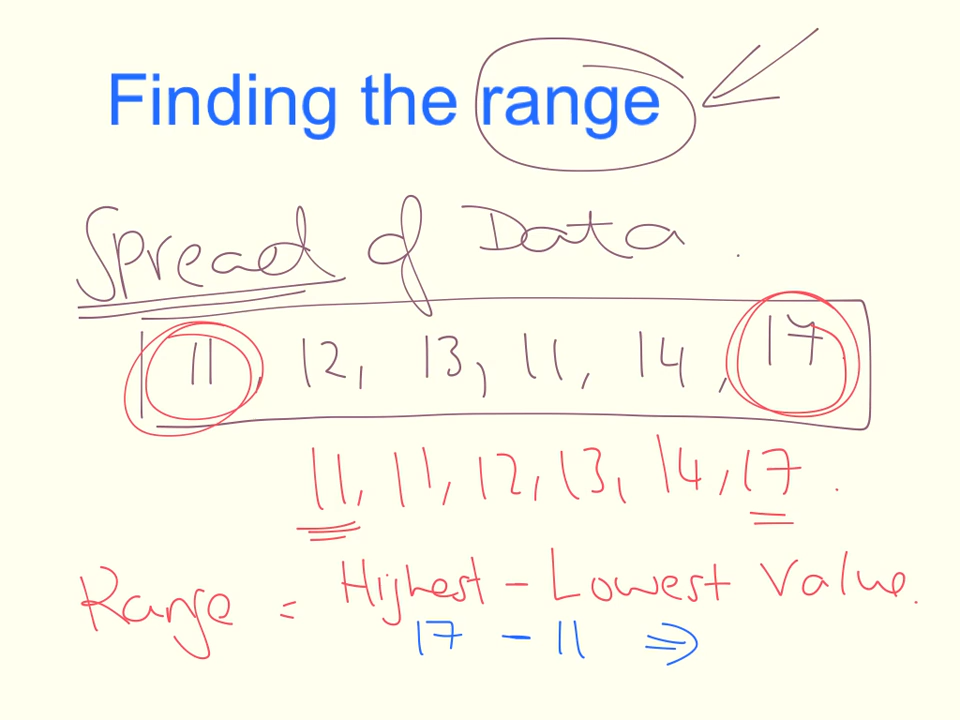 Finding the range
Spread of Data.
11, 12, 13, 11, 14, 17
11, 11, 12, 13, 14, 17.
Range = Highest - Lowest Value.
17 - 11 ⇒